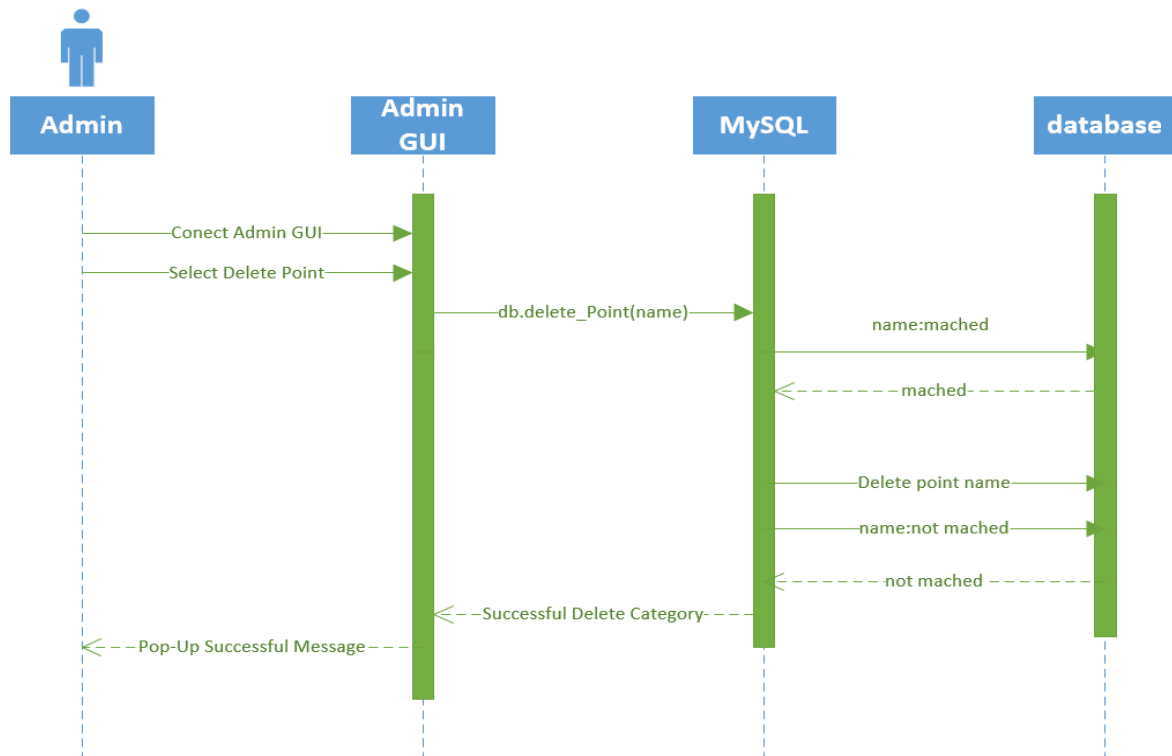 Admin
Admin
GUI
MySQL
database
Conect Admin GUI
Select Delete Point
db.delete_Point(name)
name:mached
mached
Delete point name
name:not mached
not mached
Successful Delete Category
Pop-Up Successful Message